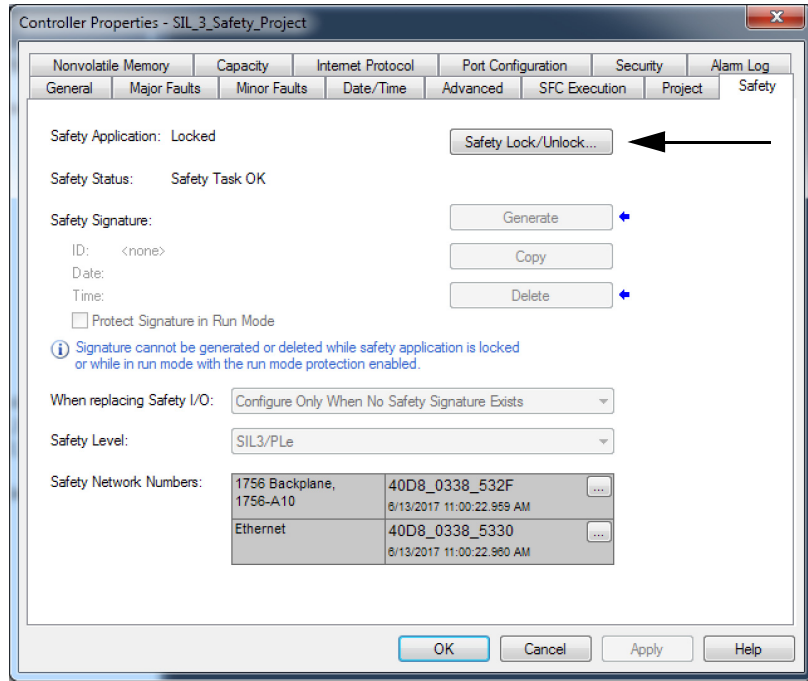 Controller Properties - SIL_3_Safety_Project
Nonvolatile Memory Capacity Internet Protocol Port Configuration Security Alarm Log
General Major Faults Minor Faults Date/Time Advanced SFC Execution Project Safety
Safety Application: Locked Safety Lock/Unlock...
Safety Status: Safety Task OK
Safety Signature: Generate
ID: <none> Copy
Date:
Time: Delete
Protect Signature in Run Mode
Signature cannot be generated or deleted while safety application is locked
or while in run mode with the run mode protection enabled.
When replacing Safety I/O: Configure Only When No Safety Signature Exists
Safety Level: SIL3/PLe
Safety Network Numbers: 1756 Backplane, 40D8_0338_532F ...
1756-A10 6/13/2017 11:00:22.959 AM
Ethernet 40D8_0338_5330 ...
6/13/2017 11:00:22.960 AM
OK Cancel Apply Help